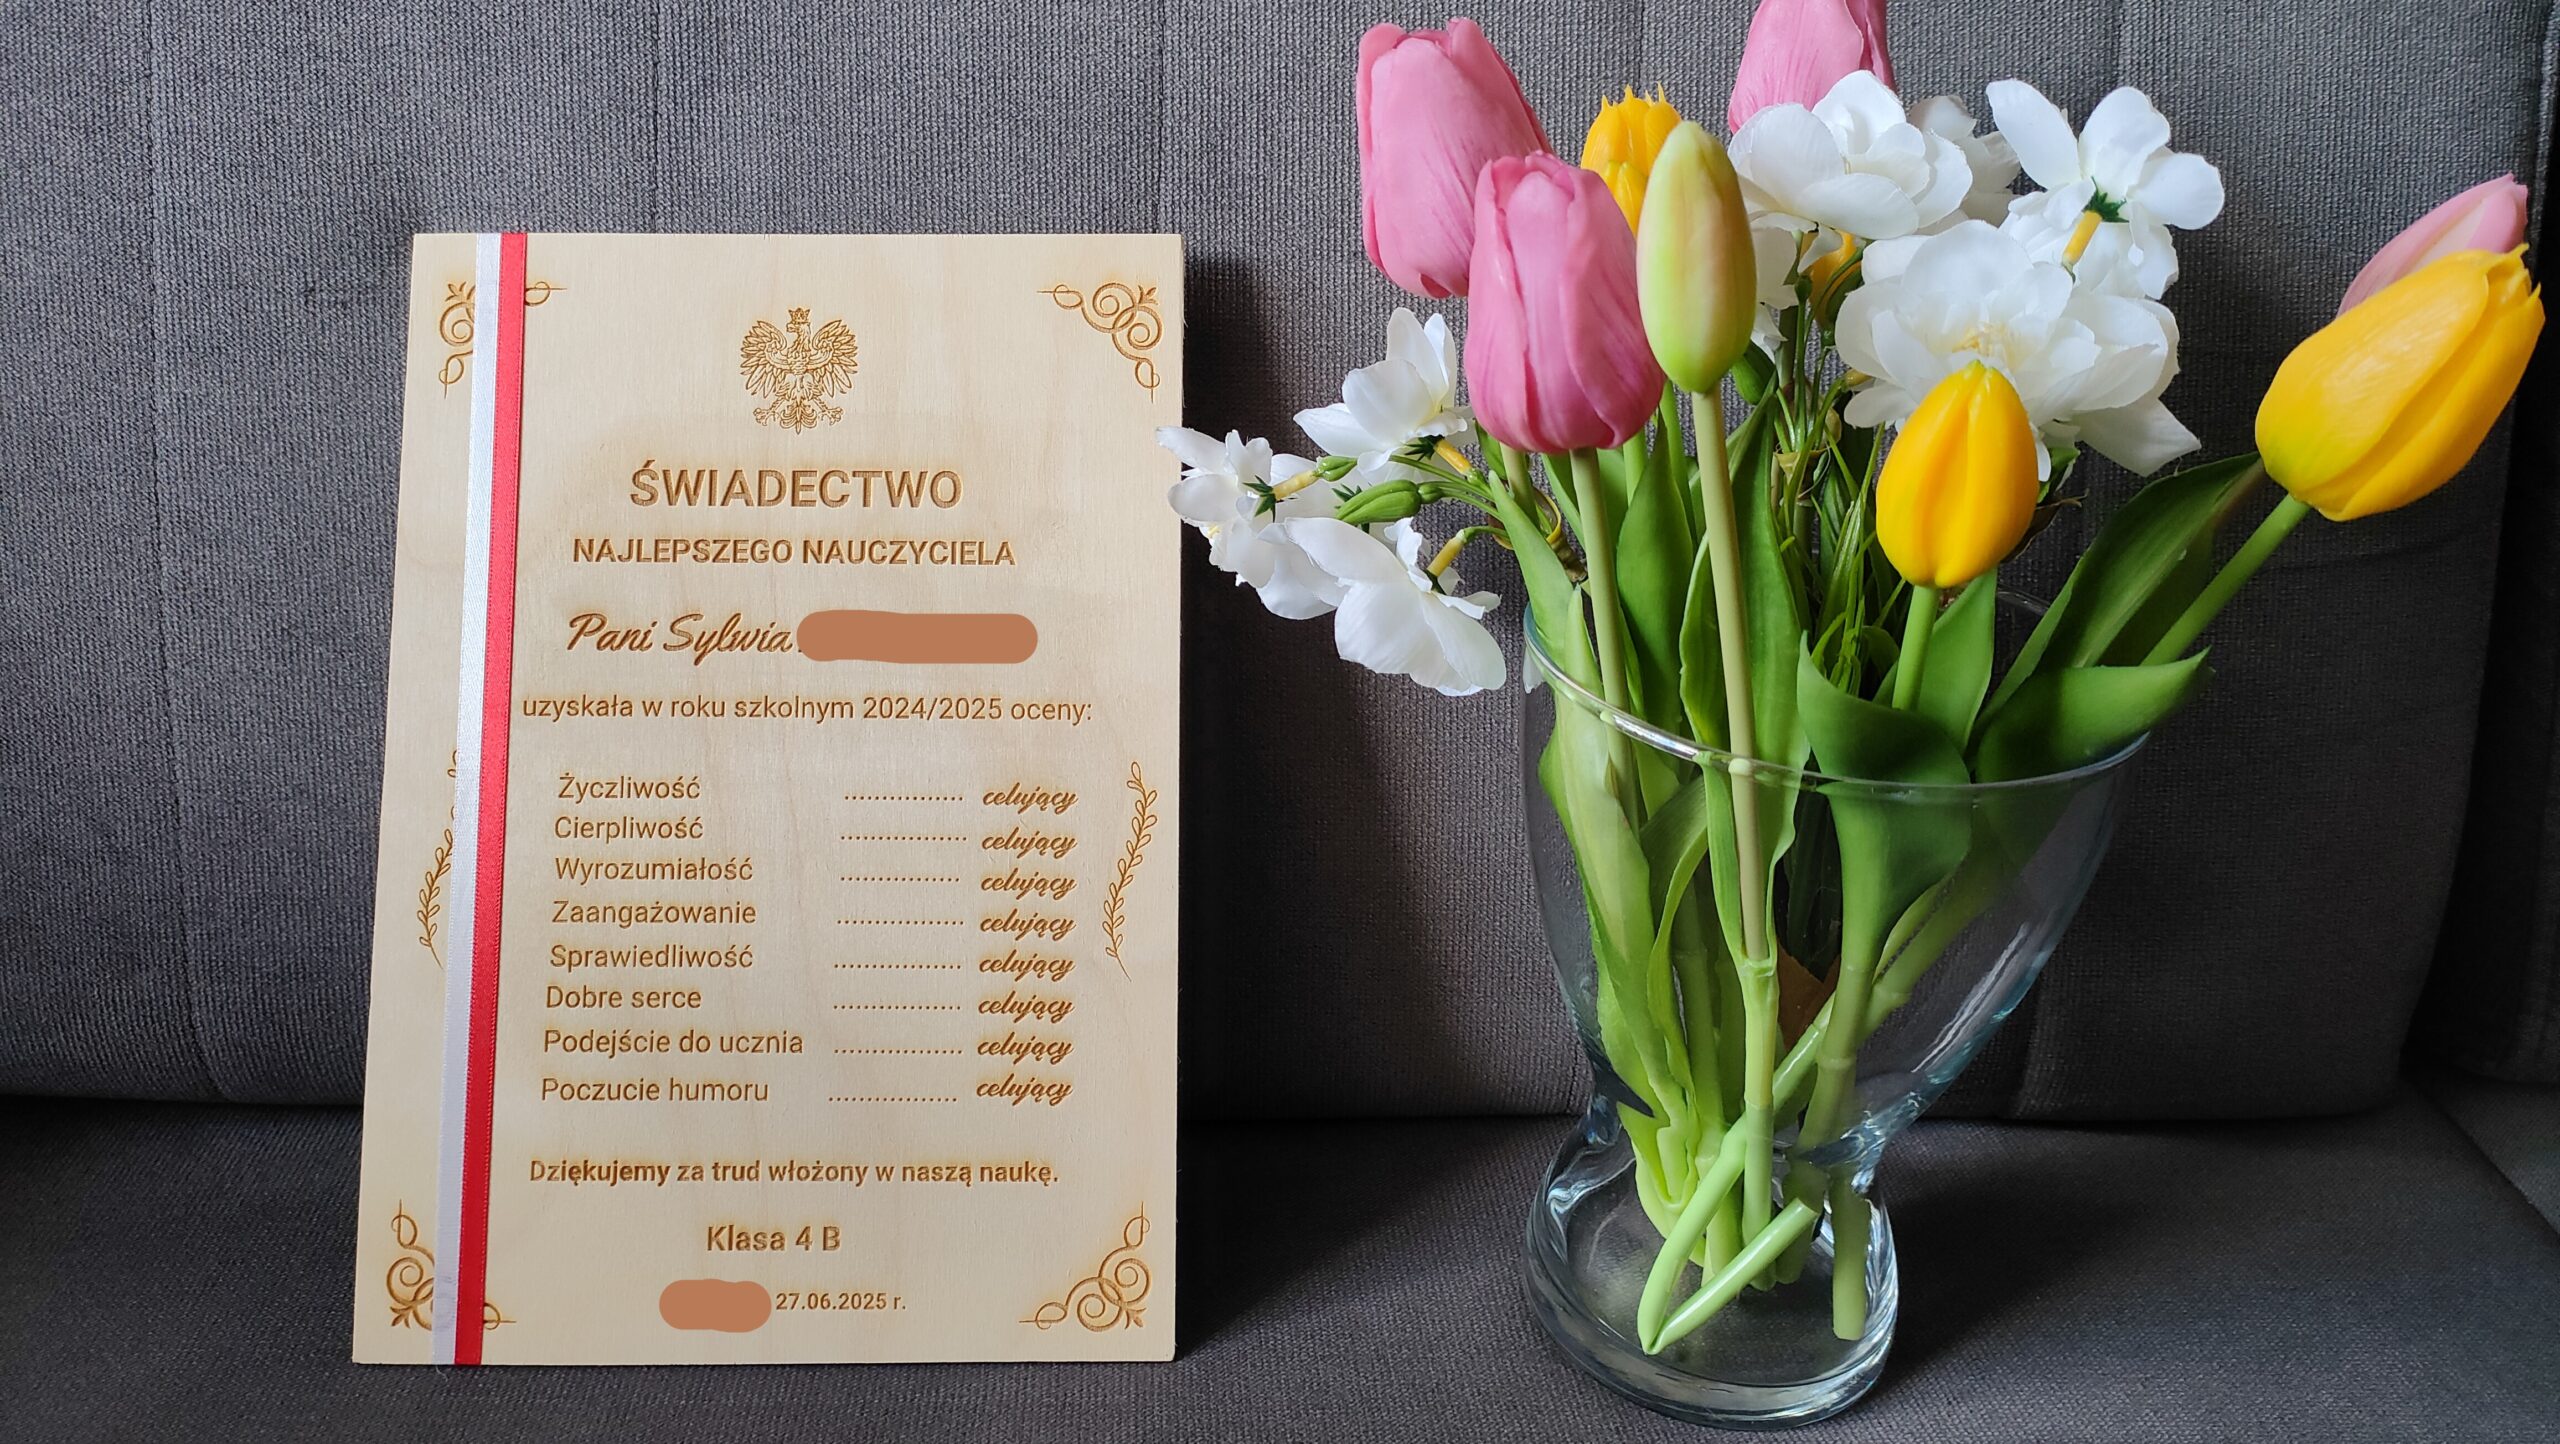 ŚWIADECTWO
NAJLEPSZEGO NAUCZYCIELA
Pani Sylwia
uzyskała w roku szkolnym 2024/2025 oceny:
Życzliwość ................ celujący
Cierpliwość ................. celujący
Wyrozumiałość ................ celujący
Zaangażowanie ................. celujący
Sprawiedliwość ................. celujący
Dobre serce ................. celujący
Podejście do ucznia ................. celujący
Poczucie humoru ................. celujący
Dziękujemy za trud włożony w naszą naukę.
Klasa 4 B
27.06.2025 r.